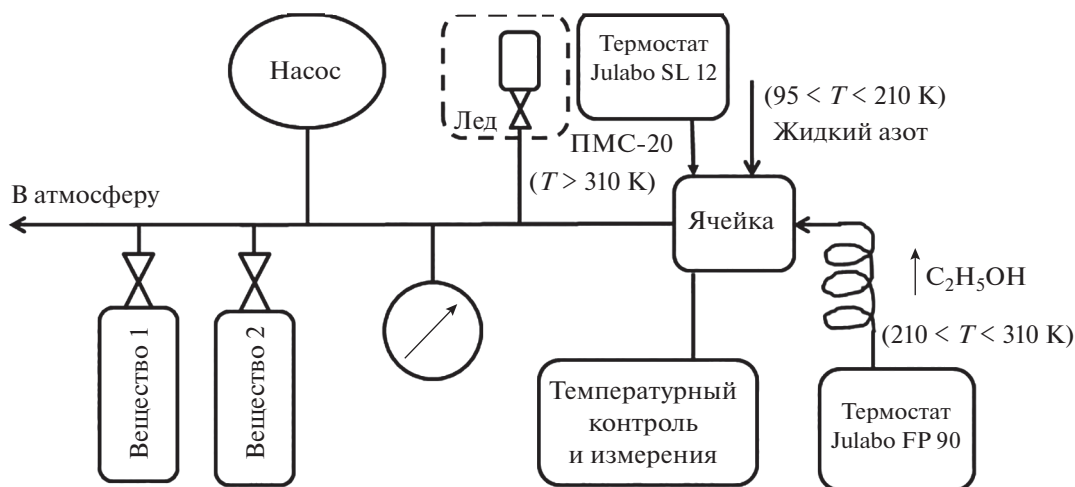 Насос
Лед
Термостат
Julabo SL 12
(95 < T < 210 K)
Жидкий азот
ПМС-20
(T > 310 K)
В атмосферу
Ячейка
C₂H₅OH
(210 < T < 310 K)
Вещество 1
Вещество 2
Температурный
контроль
и измерения
Термостат
Julabo FP 90